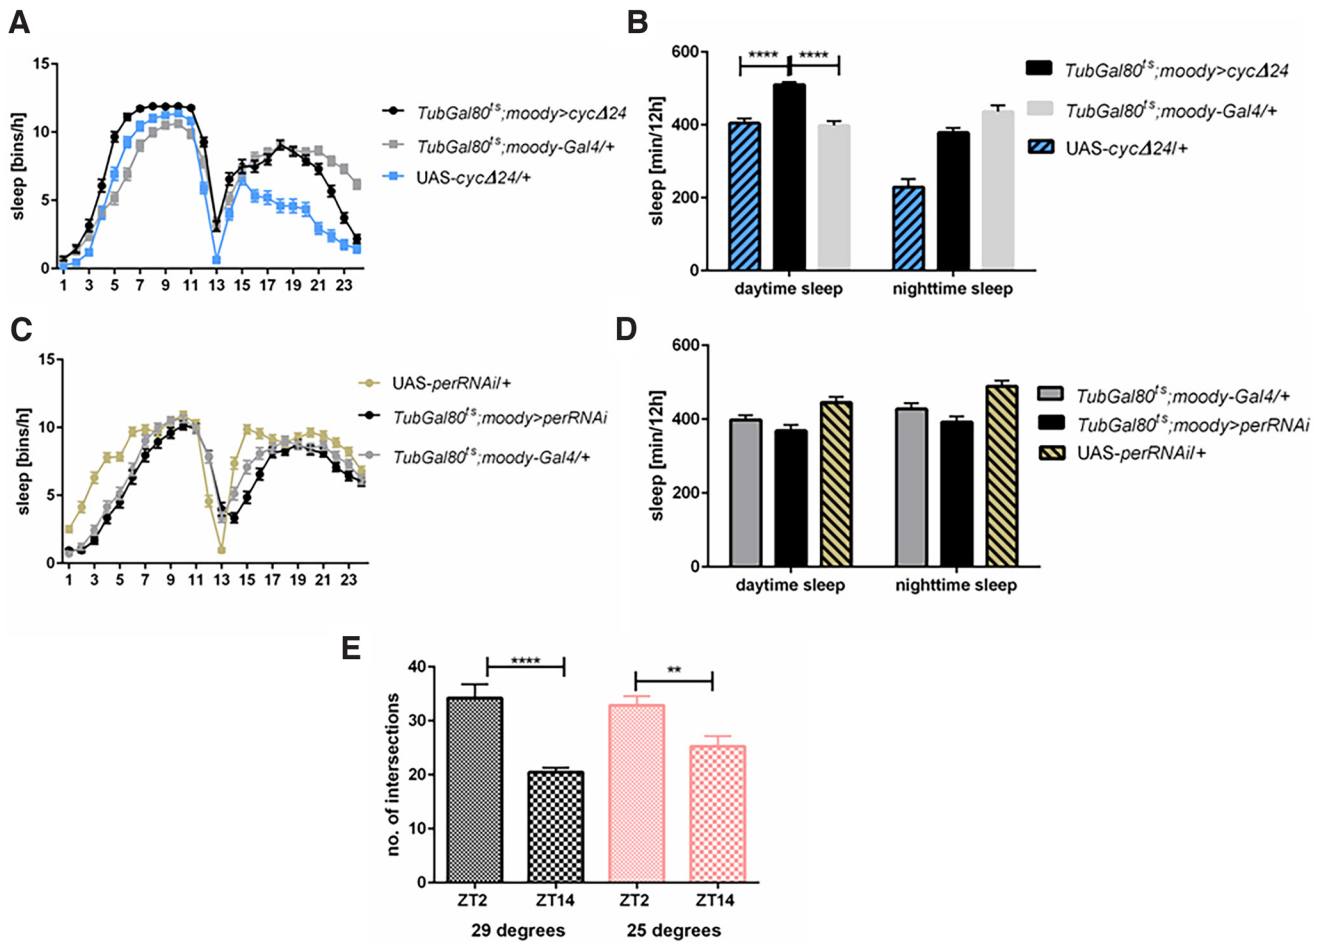 A
sleep [bins/h]
15
10
5
0
1 3 5 7 9 11 13 15 17 19 21 23
TubGal80ts;moody>cycΔ24
TubGal80ts;moody-Gal4/+
UAS-cycΔ24/+
B
sleep [min/12h]
600
400
200
0
**** ****
daytime sleep nighttime sleep
TubGal80ts;moody>cycΔ24
TubGal80ts;moody-Gal4/+
UAS-cycΔ24/+
C
sleep [bins/h]
15
10
5
0
1 3 5 7 9 11 13 15 17 19 21 23
UAS-perRNAi/+
TubGal80ts;moody>perRNAi
TubGal80ts;moody-Gal4/+
D
sleep [min/12h]
600
400
200
0
daytime sleep nighttime sleep
TubGal80ts;moody-Gal4/+
TubGal80ts;moody>perRNAi
UAS-perRNAi/+
E
no. of intersections
40
30
20
10
0
**** **
ZT2 ZT14 ZT2 ZT14
29 degrees 25 degrees